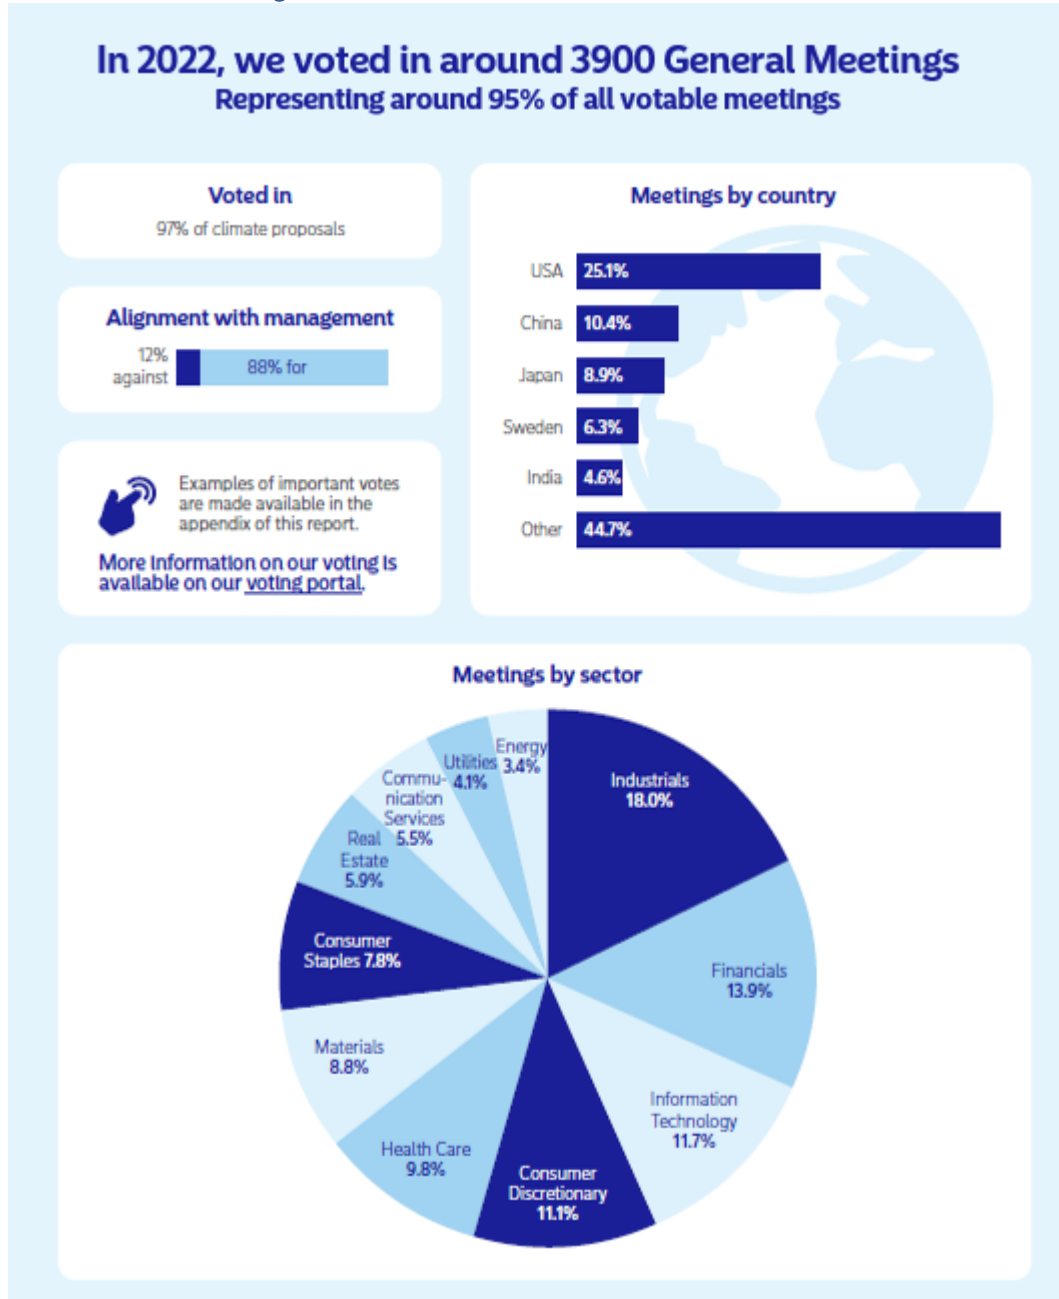 In 2022, we voted in around 3900 General Meetings
Representing around 95% of all votable meetings
Voted in
97% of climate proposals
Alignment with management
12%
against
88% for
Examples of important votes
are made available in the
appendix of this report.
More information on our voting is
available on our voting portal.
Meetings by country
USA 25.1%
China 10.4%
Japan 8.9%
Sweden 6.3%
India 4.6%
Other 44.7%
Meetings by sector
Industrials
18.0%
Financials
13.9%
Information
Technology
11.7%
Consumer
Discretionary
11.1%
Health Care
9.8%
Materials
8.8%
Consumer
Staples 7.8%
Real
Estate
5.9%
Commu-
nication
Services
5.5%
Utilities
4.1%
Energy
3.4%